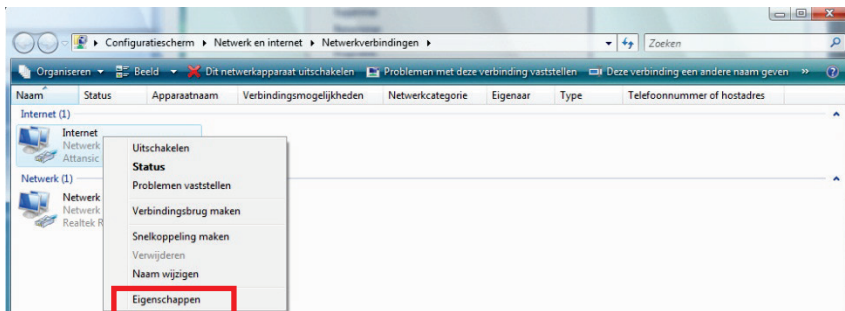 Configuratiescherm ▸ Netwerk en internet ▸ Netwerkverbindingen ▸ Zoeken
Organiseren Beeld Dit netwerkapparaat uitschakelen Problemen met deze verbinding vaststellen Deze verbinding een andere naam geven »
Naam Status Apparaatnaam Verbindingsmogelijkheden Netwerkcategorie Eigenaar Type Telefoonnummer of hostadres
Internet (1)
Internet
Netwerk
Attansic
Netwerk (1)
Netwerk
Netwerk
Realtek R
Uitschakelen
Status
Problemen vaststellen
Verbindingsbrug maken
Snelkoppeling maken
Verwijderen
Naam wijzigen
Eigenschappen